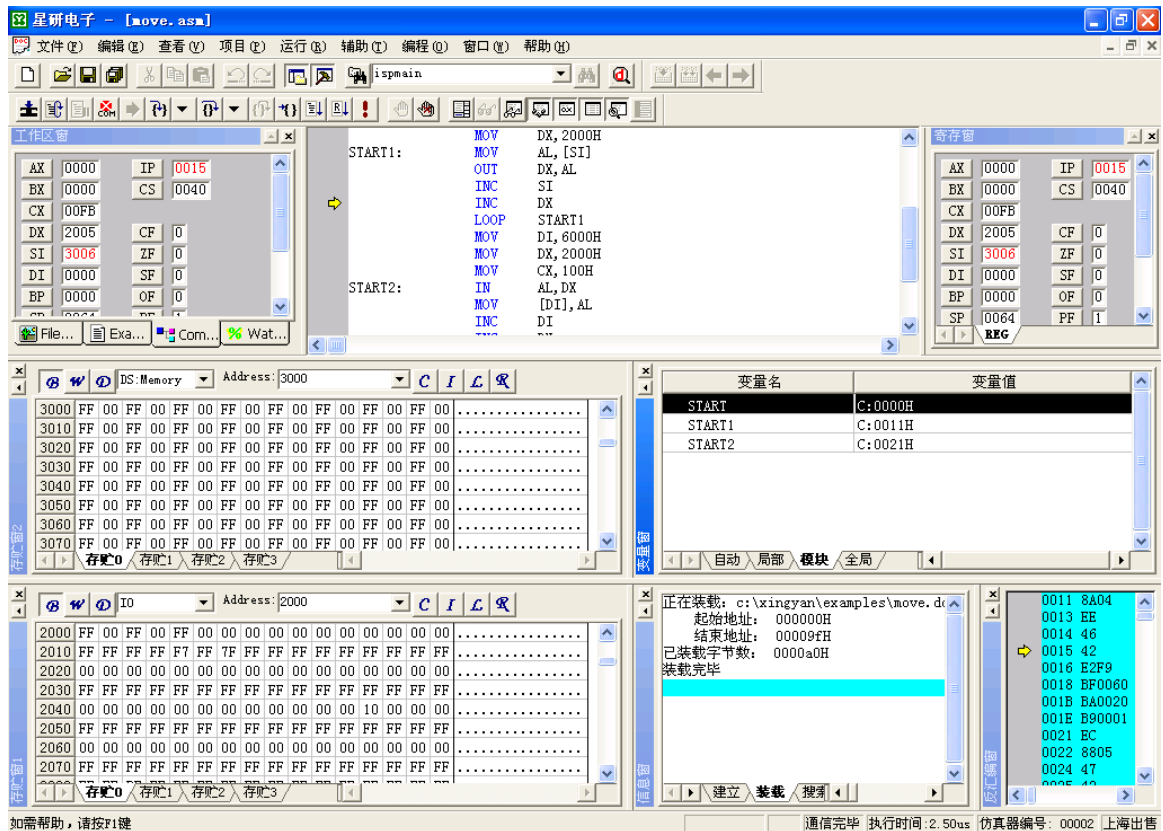 星研电子 - [move.asm]
文件(F) 编辑(E) 查看(V) 项目(P) 运行(R) 辅助(T) 编程(O) 窗口(W) 帮助(H)
ispmain
工作区窗
AX 0000 IP 0015
BX 0000 CS 0040
CX 00FB
DX 2005 CF 0
SI 3006 ZF 0
DI 0000 SF 0
BP 0000 OF 0
File... Exa... Com... Wat...
MOV DX,2000H
START1: MOV AL,[SI]
OUT DX,AL
INC SI
INC DX
LOOP START1
MOV DI,6000H
MOV DX,2000H
MOV CX,100H
START2: IN AL,DX
MOV [DI],AL
INC DI
寄存窗
AX 0000 IP 0015
BX 0000 CS 0040
CX 00FB
DX 2005 CF 0
SI 3006 ZF 0
DI 0000 SF 0
BP 0000 OF 0
SP 0064 PF 1
REG
B W D DS:Memory Address: 3000 C I L R
3000 FF 00 FF 00 FF 00 FF 00 FF 00 FF 00 FF 00 FF 00 ................
3010 FF 00 FF 00 FF 00 FF 00 FF 00 FF 00 FF 00 FF 00 ................
3020 FF 00 FF 00 FF 00 FF 00 FF 00 FF 00 FF 00 FF 00 ................
3030 FF 00 FF 00 FF 00 FF 00 FF 00 FF 00 FF 00 FF 00 ................
3040 FF 00 FF 00 FF 00 FF 00 FF 00 FF 00 FF 00 FF 00 ................
3050 FF 00 FF 00 FF 00 FF 00 FF 00 FF 00 FF 00 FF 00 ................
3060 FF 00 FF 00 FF 00 FF 00 FF 00 FF 00 FF 00 FF 00 ................
3070 FF 00 FF 00 FF 00 FF 00 FF 00 FF 00 FF 00 FF 00 ................
存贮0 存贮1 存贮2 存贮3
存贮窗2
变量名 变量值
START C:0000H
START1 C:0011H
START2 C:0021H
自动 局部 模块 全局
变量窗
B W D IO Address: 2000 C I L R
2000 FF 00 FF 00 FF 00 00 00 00 00 00 00 00 00 00 00 ................
2010 FF FF FF FF F7 FF 7F FF FF FF FF FF FF FF FF FF ................
2020 00 00 00 00 00 00 00 00 00 00 00 00 00 00 00 00 ................
2030 FF FF FF FF FF FF FF FF FF FF FF FF FF FF FF FF ................
2040 00 00 00 00 00 00 00 00 00 00 00 00 10 00 00 00 ................
2050 FF FF FF FF FF FF FF FF FF FF FF FF FF FF FF FF ................
2060 00 00 00 00 00 00 00 00 00 00 00 00 00 00 00 00 ................
2070 FF FF FF FF FF FF FF FF FF FF FF FF FF FF FF FF ................
存贮0 存贮1 存贮2 存贮3
存贮窗1
正在装载: c:\xingyan\examples\move.do
起始地址: 000000H
结束地址: 00009fH
已装载字节数: 0000a0H
装载完毕
建立 装载 搜索
信息窗
0011 8A04
0013 EE
0014 46
0015 42
0016 E2F9
0018 BF0060
001B BA0020
001E B90001
0021 EC
0022 8805
0024 47
反汇编窗
如需帮助,请按F1键 通信完毕 执行时间:2.50us 仿真器编号: 00002 上海出售